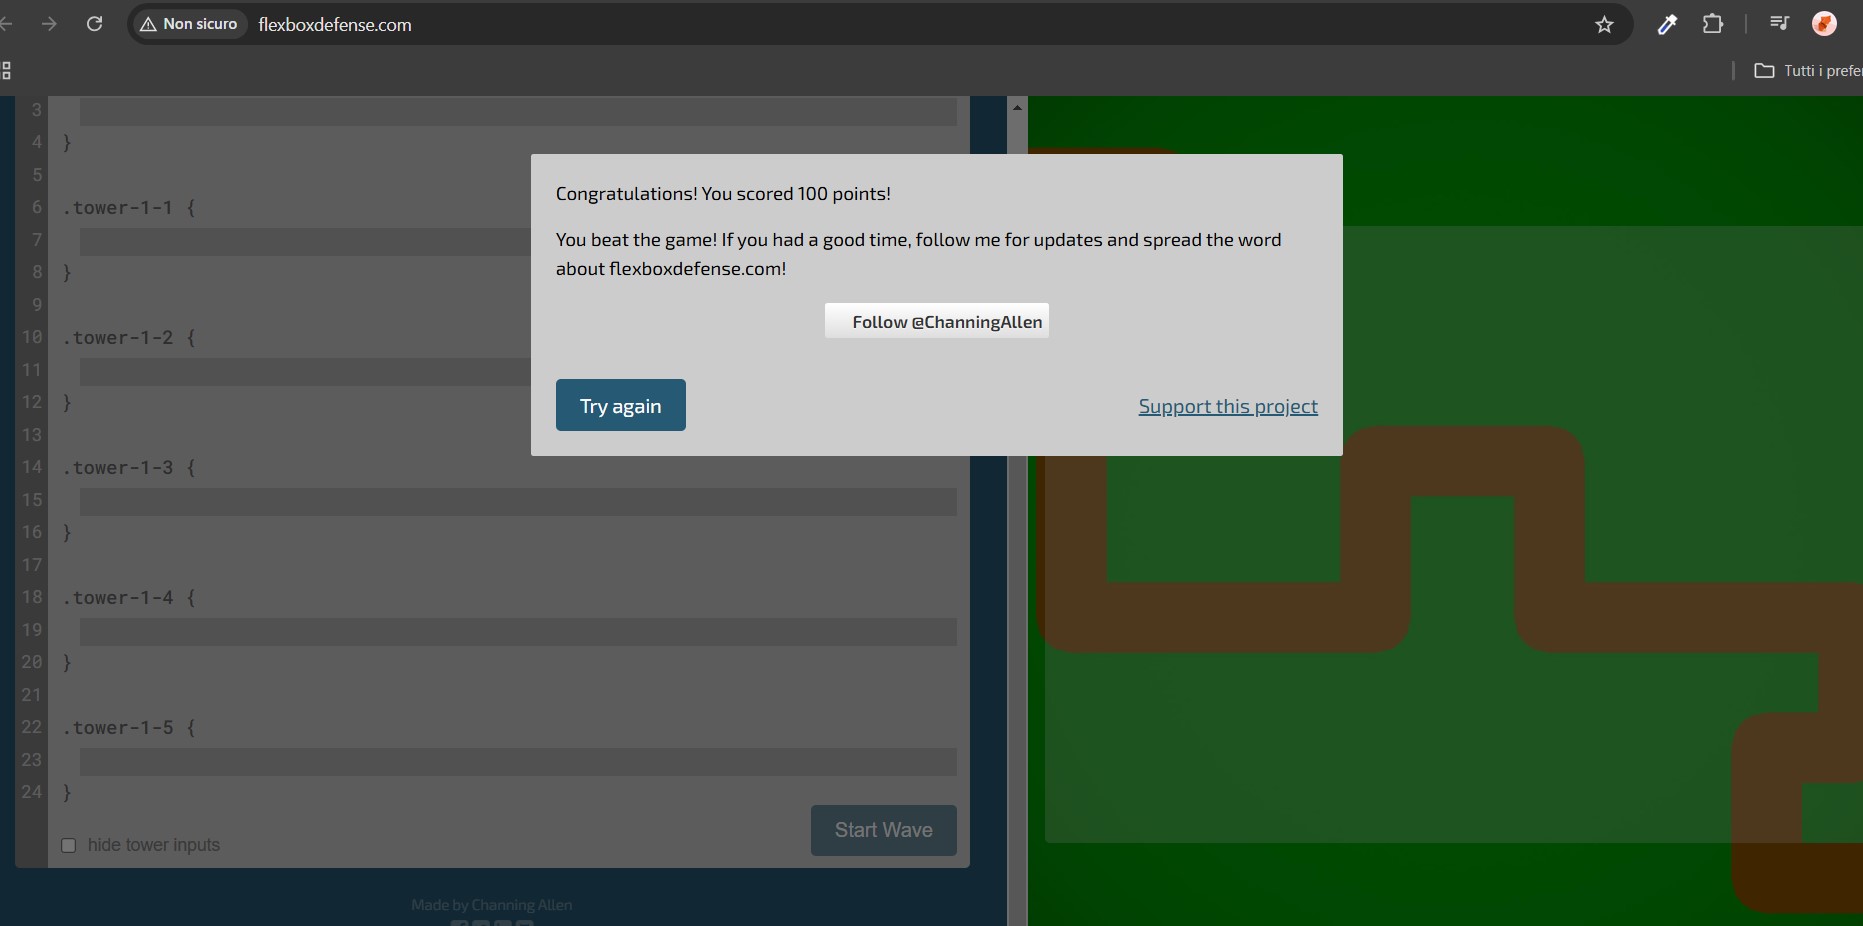 Non sicuro
flexboxdefense.com
Tutti i prefe
3
4 }
5
6 .tower-1-1 {
7
8 }
9
10 .tower-1-2 {
11
12 }
13
14 .tower-1-3 {
15
16 }
17
18 .tower-1-4 {
19
20 }
21
22 .tower-1-5 {
23
24 }
hide tower inputs
Start Wave
Made by Channing Allen
Congratulations! You scored 100 points!
You beat the game! If you had a good time, follow me for updates and spread the word
about flexboxdefense.com!
Follow @ChanningAllen
Try again
Support this project